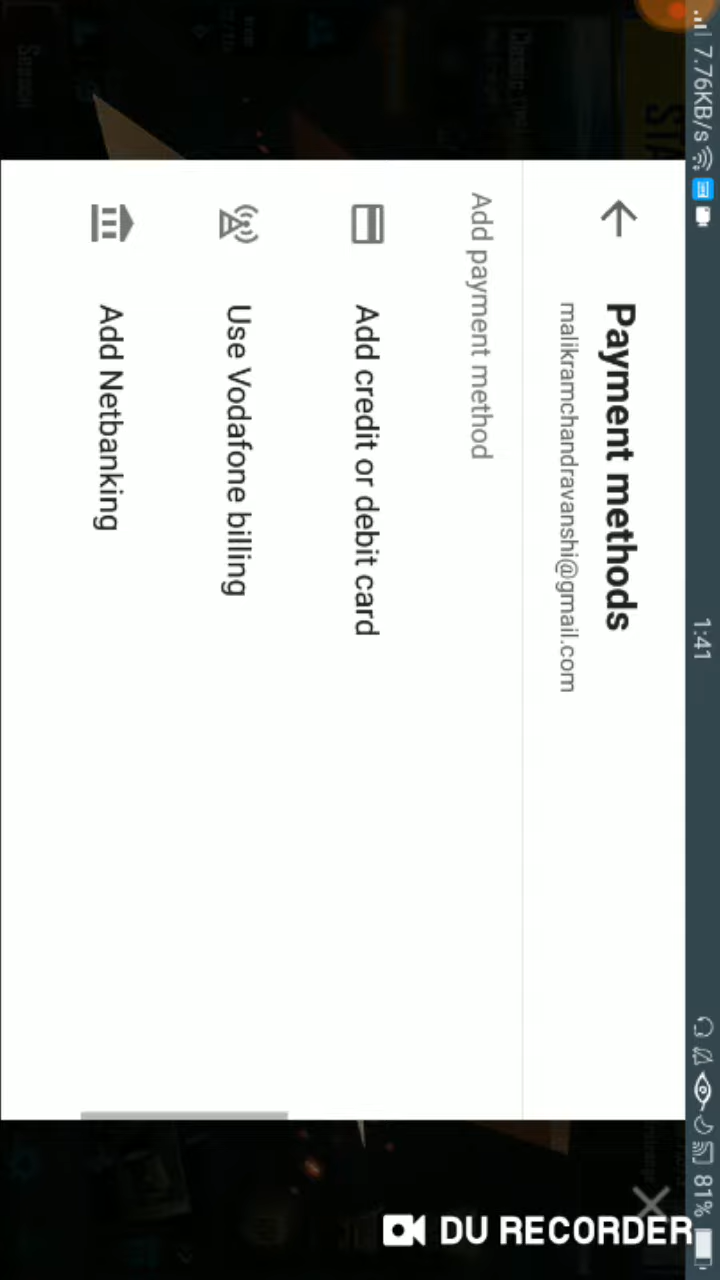 7.76KB/s
1:41
81%
Payment methods
malikramchandravanshi@gmail.com
Add payment method
Add credit or debit card
Use Vodafone billing
Add Netbanking
DU RECORDER